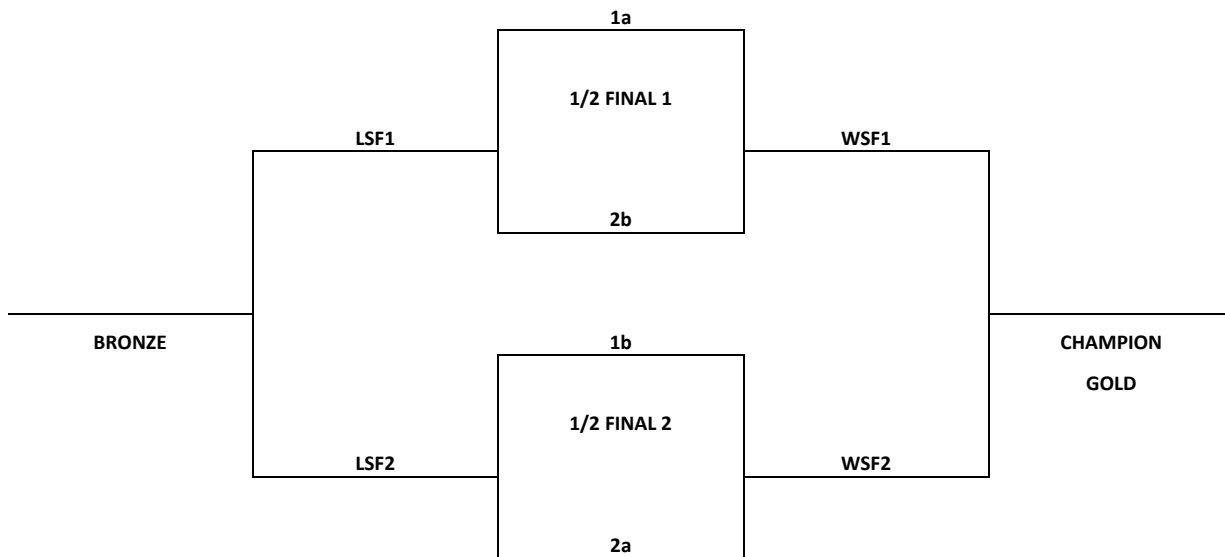 1a
1/2 FINAL 1
LSF1
WSF1
2b
BRONZE
1b
CHAMPION
GOLD
1/2 FINAL 2
LSF2
WSF2
2a